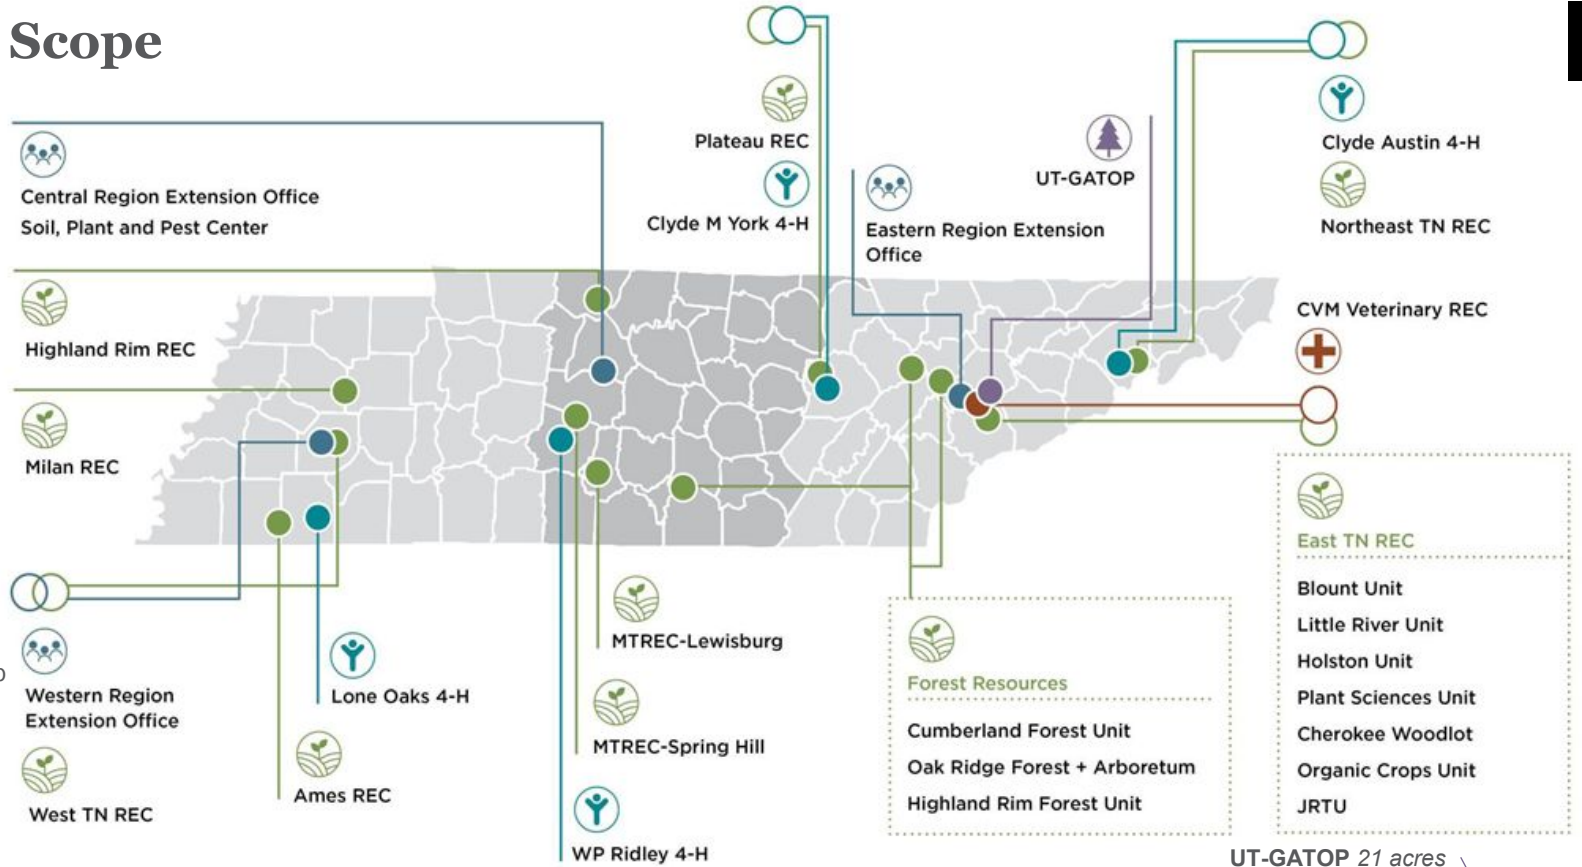 Scope
Central Region Extension Office
Soil, Plant and Pest Center
Highland Rim REC
Milan REC
Western Region
Extension Office
West TN REC
Ames REC
Lone Oaks 4-H
MTREC-Lewisburg
MTREC-Spring Hill
WP Ridley 4-H
Plateau REC
Clyde M York 4-H
Eastern Region Extension
Office
UT-GATOP
Clyde Austin 4-H
Northeast TN REC
CVM Veterinary REC
Forest Resources
Cumberland Forest Unit
Oak Ridge Forest + Arboretum
Highland Rim Forest Unit
East TN REC
Blount Unit
Little River Unit
Holston Unit
Plant Sciences Unit
Cherokee Woodlot
Organic Crops Unit
JRTU
UT-GATOP 21 acres